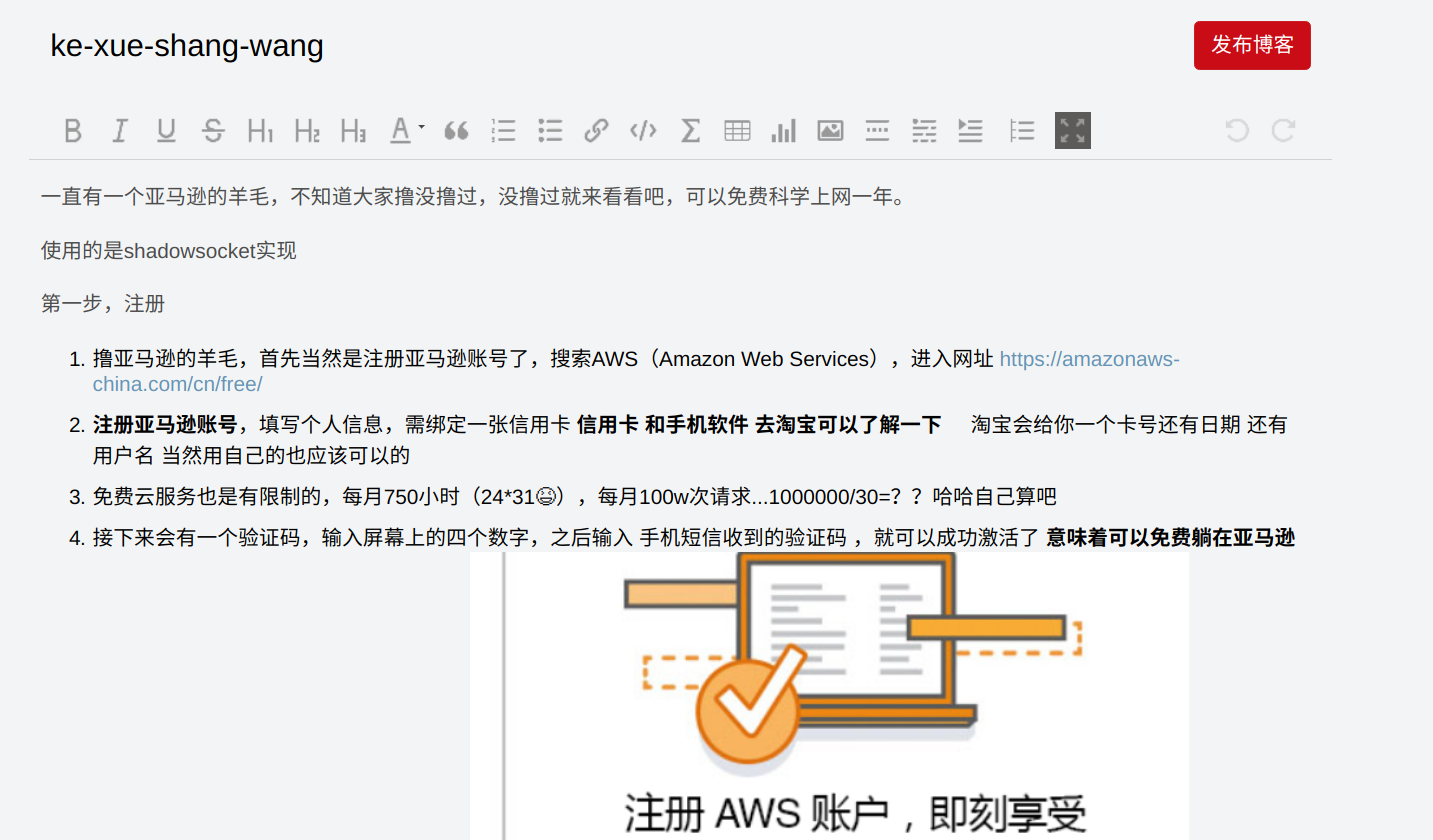 ke-xue-shang-wang
发布博客
B I U S H1 H2 H3 A
一直有一个亚马逊的羊毛，不知道大家撸没撸过，没撸过就来看看吧，可以免费科学上网一年。
使用的是shadowsocket实现
第一步，注册
1. 撸亚马逊的羊毛，首先当然是注册亚马逊账号了，搜索AWS（Amazon Web Services），进入网址 https://amazonaws-
china.com/cn/free/
2. 注册亚马逊账号，填写个人信息，需绑定一张信用卡 信用卡 和手机软件 去淘宝可以了解一下 淘宝会给你一个卡号还有日期 还有
用户名 当然用自己的也应该可以的
3. 免费云服务也是有限制的，每月750小时（24*31😆），每月100w次请求...1000000/30=？？哈哈自己算吧
4. 接下来会有一个验证码，输入屏幕上的四个数字，之后输入 手机短信收到的验证码 ，就可以成功激活了 意味着可以免费躺在亚马逊
注册 AWS 账户，即刻享受